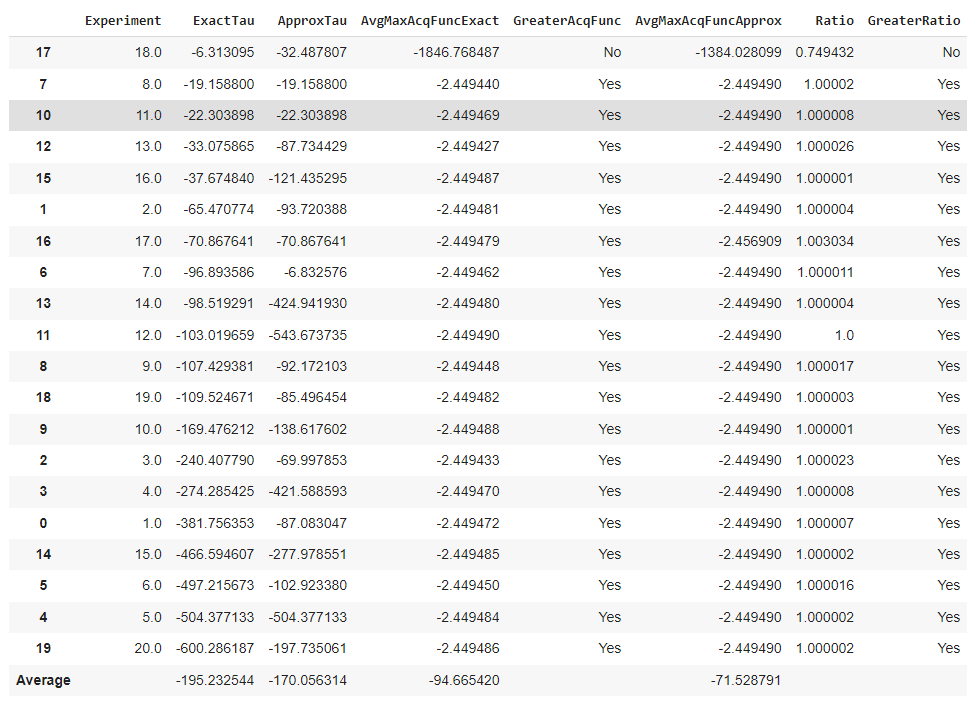 Experiment ExactTau ApproxTau AvgMaxAcqFuncExact GreaterAcqFunc AvgMaxAcqFuncApprox Ratio GreaterRatio
17 18.0 -6.313095 -32.487807 -1846.768487 No -1384.028099 0.749432 No
7 8.0 -19.158800 -19.158800 -2.449440 Yes -2.449490 1.00002 Yes
10 11.0 -22.303898 -22.303898 -2.449469 Yes -2.449490 1.000008 Yes
12 13.0 -33.075865 -87.734429 -2.449427 Yes -2.449490 1.000026 Yes
15 16.0 -37.674840 -121.435295 -2.449487 Yes -2.449490 1.000001 Yes
1 2.0 -65.470774 -93.720388 -2.449481 Yes -2.449490 1.000004 Yes
16 17.0 -70.867641 -70.867641 -2.449479 Yes -2.456909 1.003034 Yes
6 7.0 -96.893586 -6.832576 -2.449462 Yes -2.449490 1.000011 Yes
13 14.0 -98.519291 -424.941930 -2.449480 Yes -2.449490 1.000004 Yes
11 12.0 -103.019659 -543.673735 -2.449490 Yes -2.449490 1.0 Yes
8 9.0 -107.429381 -92.172103 -2.449448 Yes -2.449490 1.000017 Yes
18 19.0 -109.524671 -85.496454 -2.449482 Yes -2.449490 1.000003 Yes
9 10.0 -169.476212 -138.617602 -2.449488 Yes -2.449490 1.000001 Yes
2 3.0 -240.407790 -69.997853 -2.449433 Yes -2.449490 1.000023 Yes
3 4.0 -274.285425 -421.588593 -2.449470 Yes -2.449490 1.000008 Yes
0 1.0 -381.756353 -87.083047 -2.449472 Yes -2.449490 1.000007 Yes
14 15.0 -466.594607 -277.978551 -2.449485 Yes -2.449490 1.000002 Yes
5 6.0 -497.215673 -102.923380 -2.449450 Yes -2.449490 1.000016 Yes
4 5.0 -504.377133 -504.377133 -2.449484 Yes -2.449490 1.000002 Yes
19 20.0 -600.286187 -197.735061 -2.449486 Yes -2.449490 1.000002 Yes
Average -195.232544 -170.056314 -94.665420 -71.528791